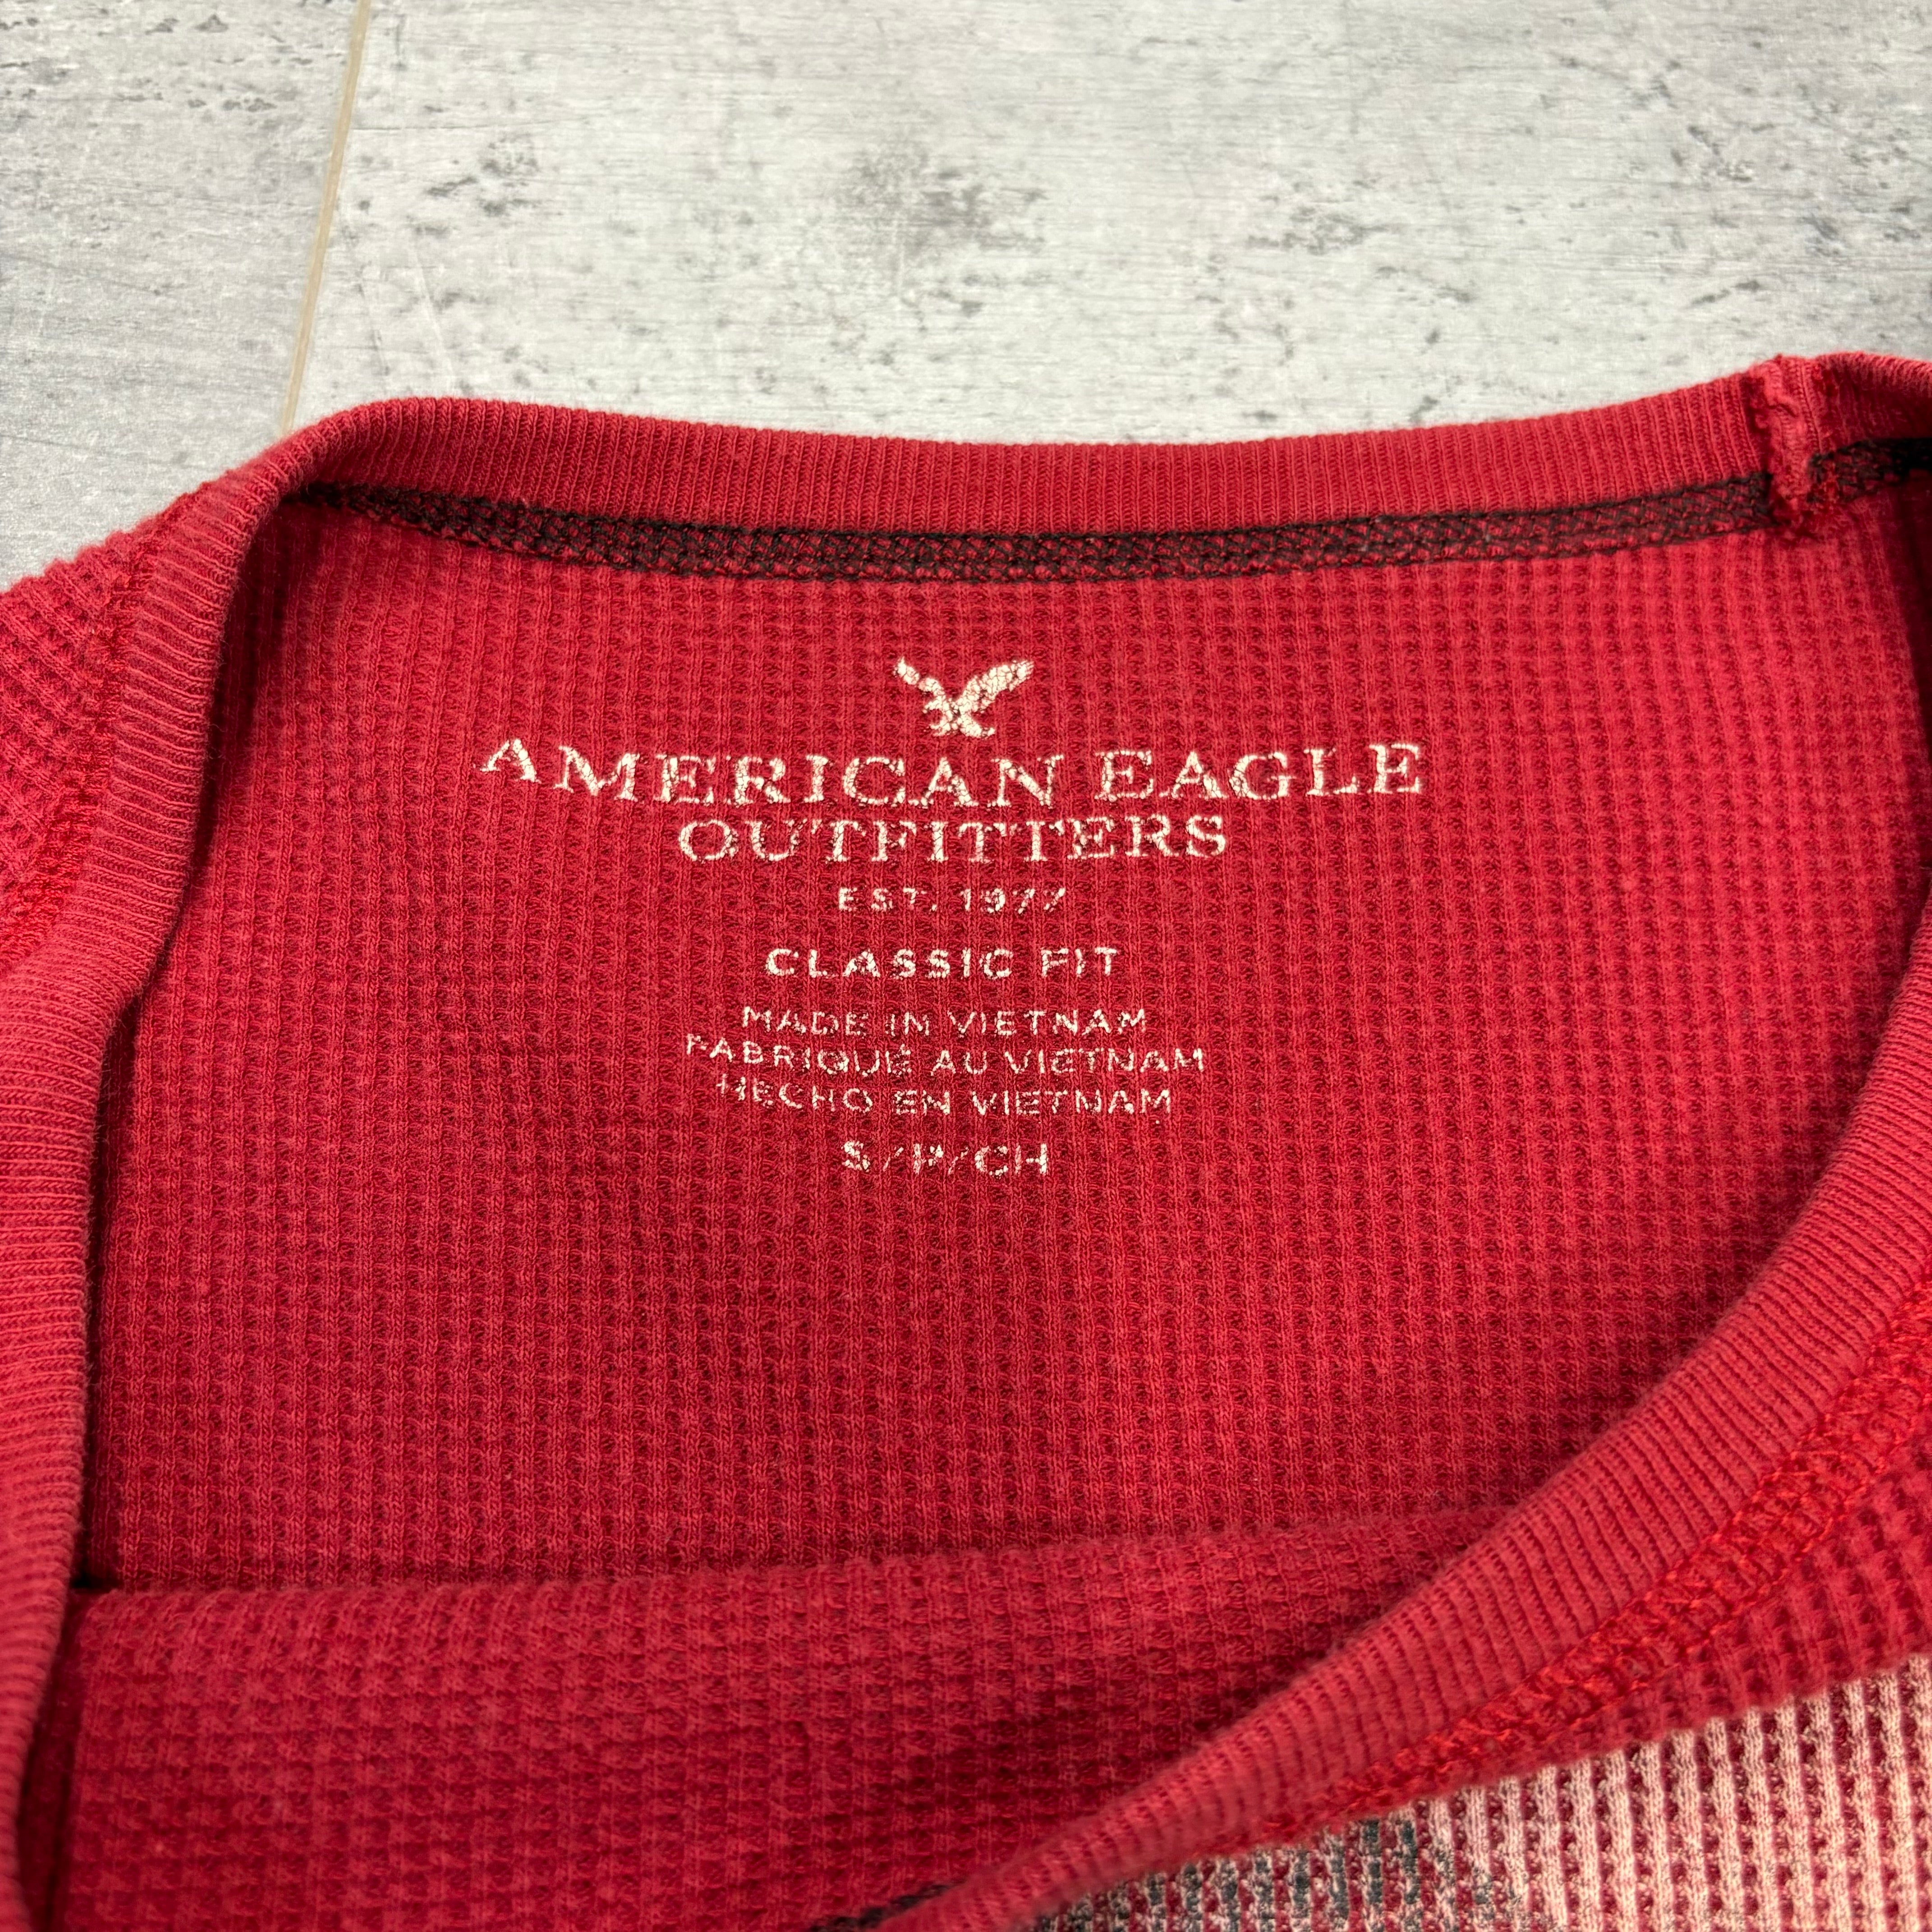 AMERICAN EAGLE
OUTFITTERS
EST. 1977
CLASSIC FIT
MADE IN VIETNAM
FABRIQUÉ AU VIETNAM
HECHO EN VIETNAM
S/P/CH